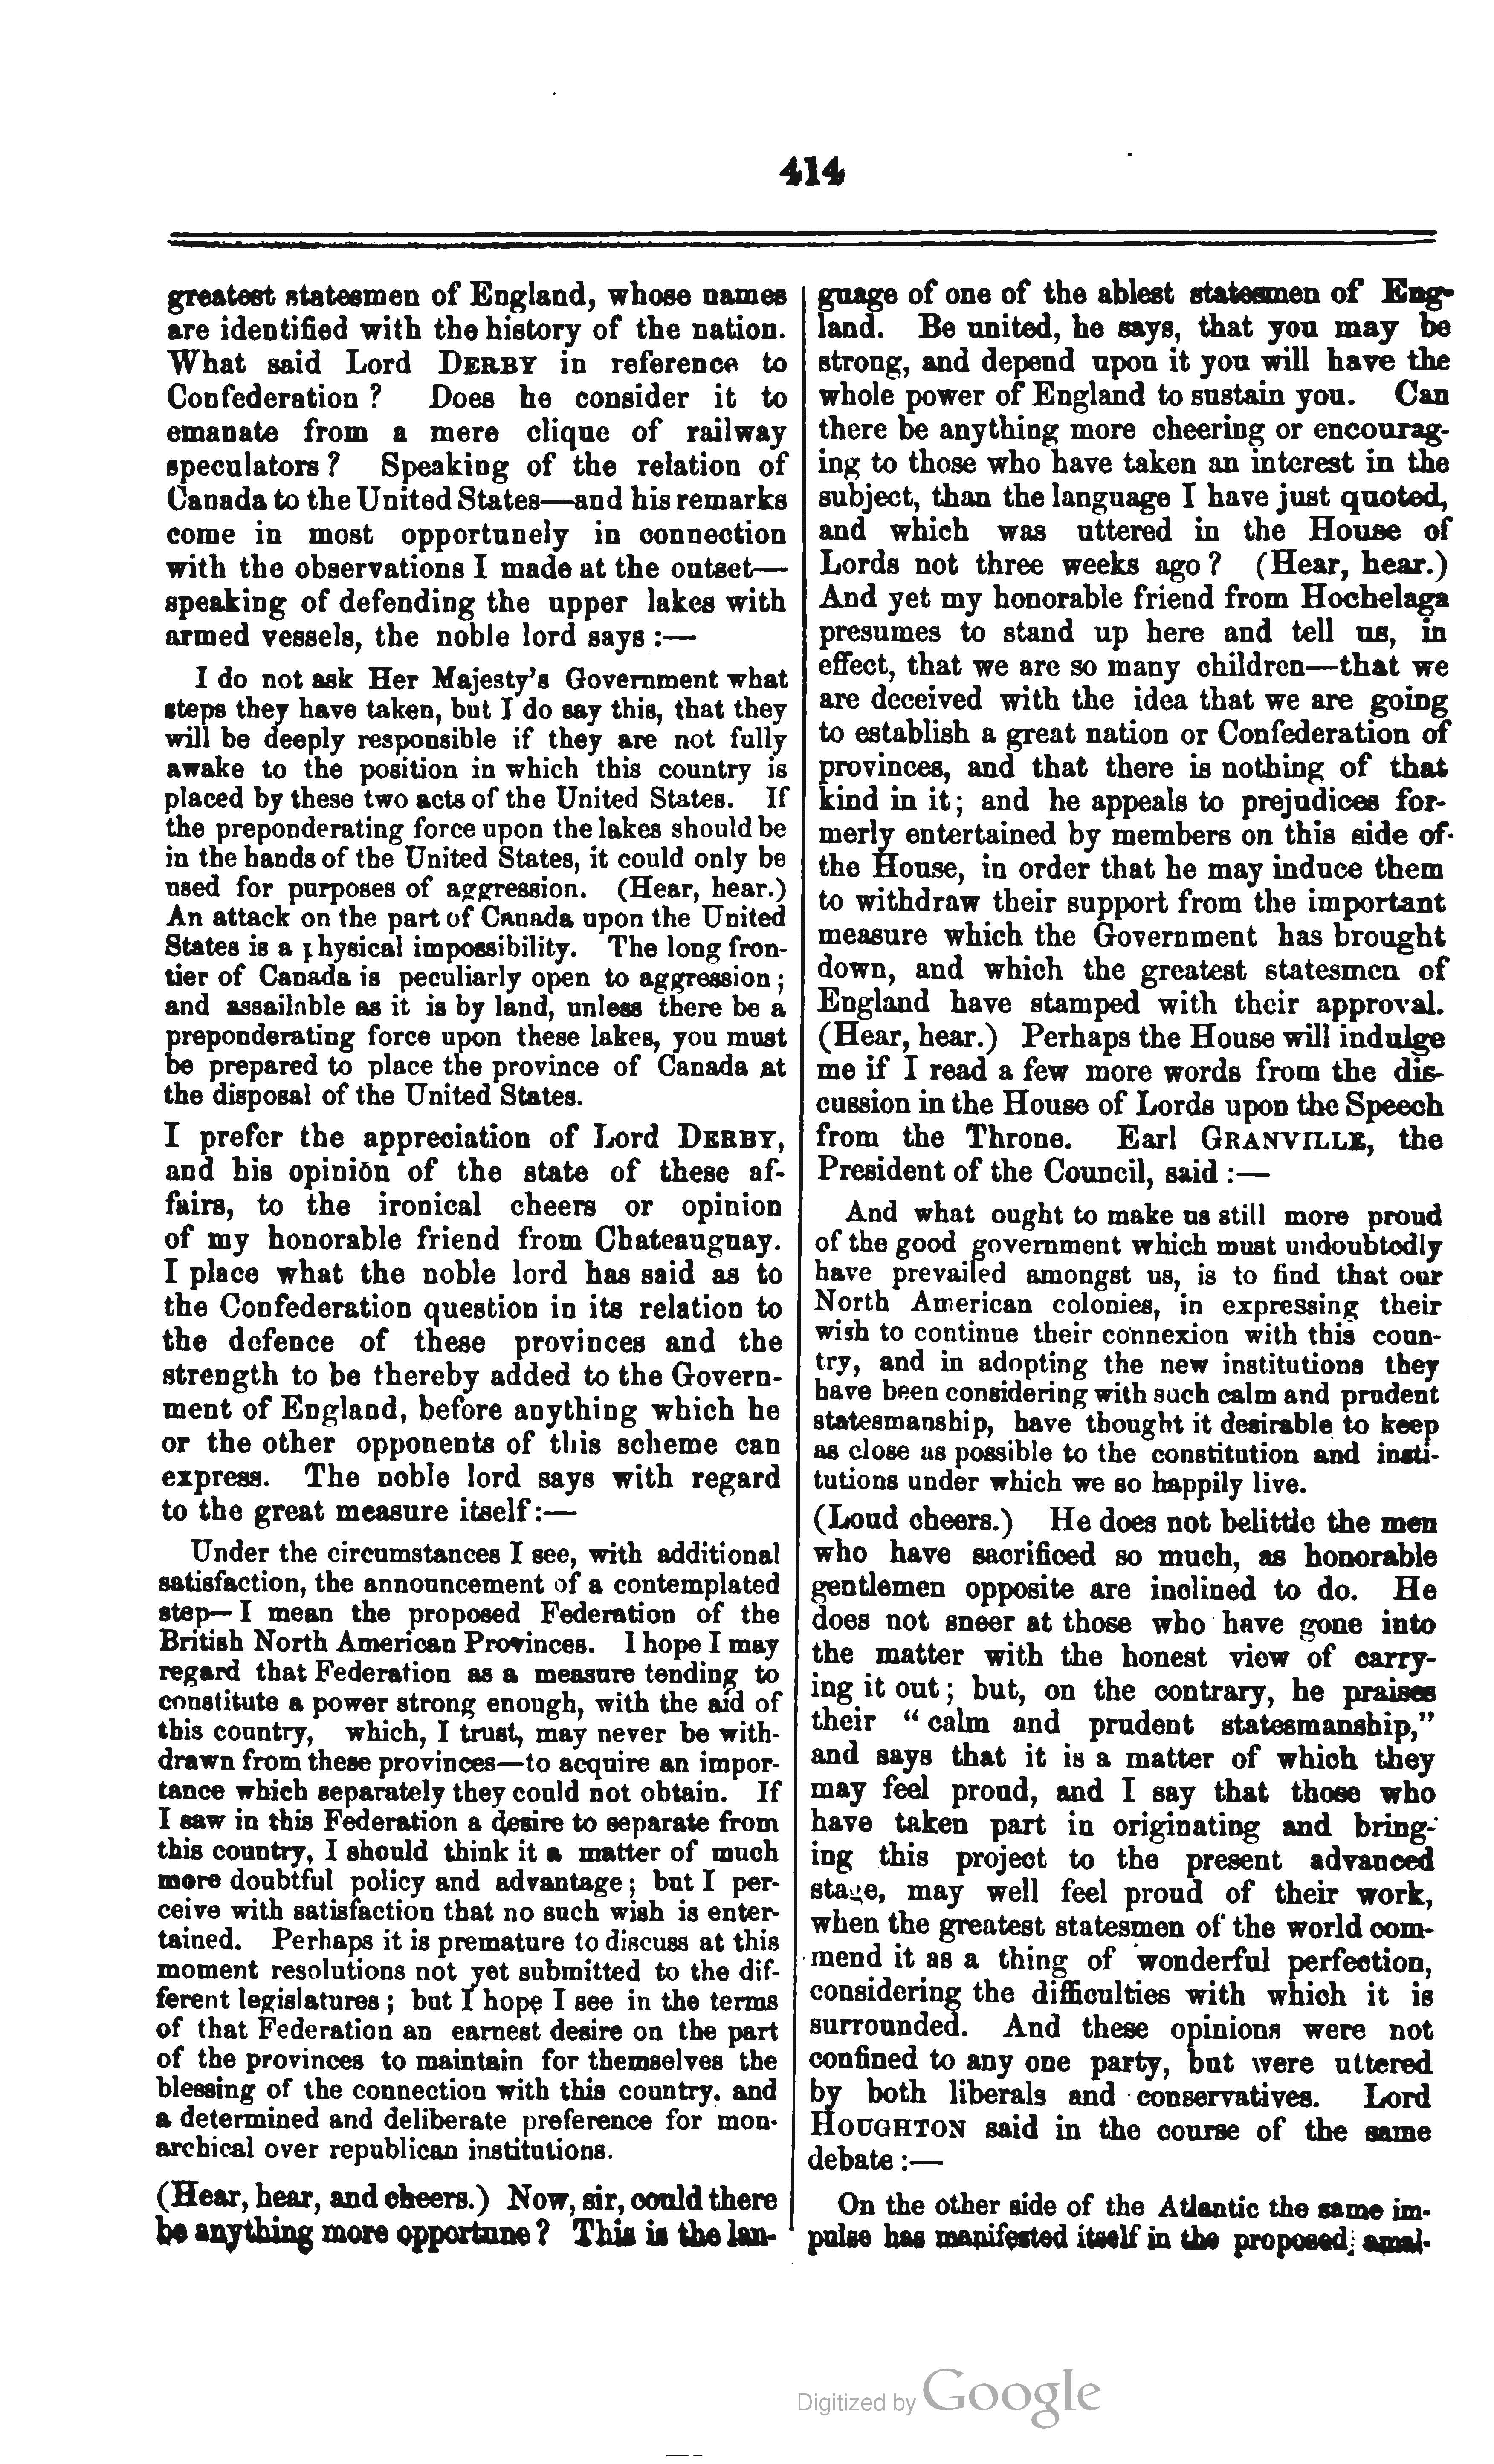 414
greatest statesmen of England, whose names
are identified with the history of the nation.
What said Lord DERBY in reference to
Confederation ? Does he consider it to
emanate from a mere clique of railway
speculators ? Speaking of the relation of
Canada to the United States—and his remarks
come in most opportunely in connection
with the observations I made at the outset—
speaking of defending the upper lakes with
armed vessels, the noble lord says :—
I do not ask Her Majesty's Government what
steps they have taken, but I do say this, that they
will be deeply responsible if they are not fully
awake to the position in which this country is
placed by these two acts of the United States. If
the preponderating force upon the lakes should be
in the hands of the United States, it could only be
used for purposes of aggression. (Hear, hear.)
An attack on the part of Canada upon the United
States is a physical impossibility. The long fron-
tier of Canada is peculiarly open to aggression ;
and assailable as it is by land, unless there be a
preponderating force upon these lakes, you must
be prepared to place the province of Canada at
the disposal of the United States.
I prefer the appreciation of Lord DERBY,
and his opinion of the state of these af-
fairs, to the ironical cheers or opinion
of my honorable friend from Chateauguay.
I place what the noble lord has said as to
the Confederation question in its relation to
the defence of these provinces and the
strength to be thereby added to the Govern-
ment of England, before anything which he
or the other opponents of this scheme can
express. The noble lord says with regard
to the great measure itself :—
Under the circumstances I see, with additional
satisfaction, the announcement of a contemplated
step—I mean the proposed Federation of the
British North American Provinces. I hope I may
regard that Federation as a measure tending to
constitute a power strong enough, with the aid of
this country, which, I trust, may never be with-
drawn from these provinces—to acquire an impor-
tance which separately they could not obtain. If
I saw in this Federation a desire to separate from
this country, I should think it a matter of much
more doubtful policy and advantage ; but I per-
ceive with satisfaction that no such wish is enter-
tained. Perhaps it is premature to discuss at this
moment resolutions not yet submitted to the dif-
ferent legislatures ; but I hope I see in the terms
of that Federation an earnest desire on the part
of the provinces to maintain for themselves the
blessing of the connection with this country. and
a determined and deliberate preference for mon-
archical over republican institutions.
(Hear, hear, and cheers.) Now, sir, could there
be anything more opportune ? This is the lan-
guage of one of the ablest statesmen of Eng-
land. Be united, he says, that you may be
strong, and depend upon it you will have the
whole power of England to sustain you. Can
there be anything more cheering or encourag-
ing to those who have taken an interest in the
subject, than the language I have just quoted,
and which was uttered in the House of
Lords not three weeks ago ? (Hear, hear.)
And yet my honorable friend from Hochelaga
presumes to stand up here and tell us, in
effect, that we are so many children—that we
are deceived with the idea that we are going
to establish a great nation or Confederation of
provinces, and that there is nothing of that
kind in it ; and he appeals to prejudices for-
merly entertained by members on this side of
the House, in order that he may induce them
to withdraw their support from the important
measure which the Government has brought
down, and which the greatest statesmen of
England have stamped with their approval.
(Hear, hear.) Perhaps the House will indulge
me if I read a few more words from the dis-
cussion in the House of Lords upon the Speech
from the Throne. Earl GRANVILLE, the
President of the Council, said :—
And what ought to make us still more proud
of the good government which must undoubtedly
have prevailed amongst us, is to find that our
North American colonies, in expressing their
wish to continue their connexion with this coun-
try, and in adopting the new institutions they
have been considering with such calm and prudent
statesmanship, have thought it desirable to keep
as close as possible to the constitution and insti-
tutions under which we so happily live.
(Loud cheers.) He does not belittle the men
who have sacrificed so much, as honorable
gentlemen opposite are inclined to do. He
does not sneer at those who have gone into
the matter with the honest view of carry-
ing it out ; but, on the contrary, he praises
their “ calm and prudent statesmanship,”
and says that it is a matter of which they
may feel proud, and I say that those who
have taken part in originating and bring-
ing this project to the present advanced
stage, may well feel proud of their work,
when the greatest statesmen of the world com-
mend it as a thing of wonderful perfection,
considering the difficulties with which it is
surrounded. And these opinions were not
confined to any one party, but were uttered
by both liberals and conservatives. Lord
HOUGHTON said in the course of the same
debate :—
On the other side of the Atlantic the same im-
pulse has manifested itself in the proposed amal-
Digitized by Google